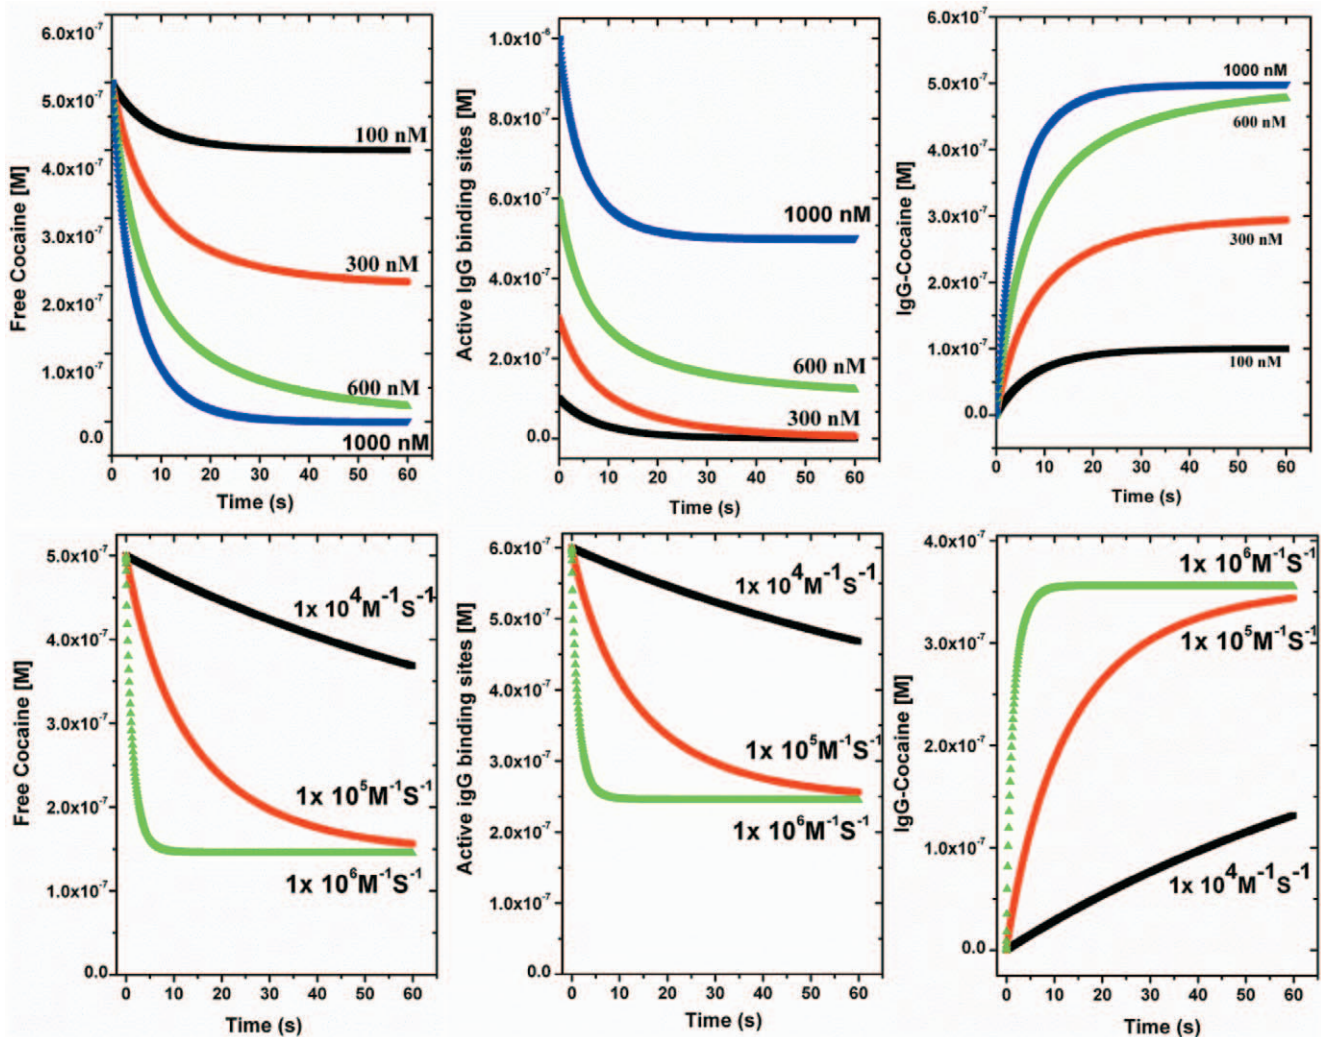 Free Cocaine [M]
6.0x10⁻⁷
5.0x10⁻⁷
4.0x10⁻⁷
3.0x10⁻⁷
2.0x10⁻⁷
1.0x10⁻⁷
0.0
100 nM
300 nM
600 nM
1000 nM
0 10 20 30 40 50 60
Time (s)
Active IgG binding sites [M]
1.0x10⁻⁶
8.0x10⁻⁷
6.0x10⁻⁷
4.0x10⁻⁷
2.0x10⁻⁷
0.0
1000 nM
600 nM
300 nM
0 10 20 30 40 50 60
Time (s)
IgG-Cocaine [M]
6.0x10⁻⁷
5.0x10⁻⁷
4.0x10⁻⁷
3.0x10⁻⁷
2.0x10⁻⁷
1.0x10⁻⁷
0.0
1000 nM
600 nM
300 nM
100 nM
0 10 20 30 40 50 60
Time (s)
Free Cocaine [M]
5.0x10⁻⁷
4.0x10⁻⁷
3.0x10⁻⁷
2.0x10⁻⁷
1.0x10⁻⁷
0.0
1x 10⁴M⁻¹S⁻¹
1x 10⁵M⁻¹S⁻¹
1x 10⁶M⁻¹S⁻¹
0 10 20 30 40 50 60
Time (s)
Active igG binding sites [M]
6.0x10⁻⁷
5.0x10⁻⁷
4.0x10⁻⁷
3.0x10⁻⁷
2.0x10⁻⁷
1.0x10⁻⁷
0.0
1x 10⁴M⁻¹S⁻¹
1x 10⁵M⁻¹S⁻¹
1x 10⁶M⁻¹S⁻¹
0 10 20 30 40 50 60
Time (s)
IgG-Cocaine [M]
4.0x10⁻⁷
3.0x10⁻⁷
2.0x10⁻⁷
1.0x10⁻⁷
0.0
1x 10⁶M⁻¹S⁻¹
1x 10⁵M⁻¹S⁻¹
1x 10⁴M⁻¹S⁻¹
0 10 20 30 40 50 60
Time (s)